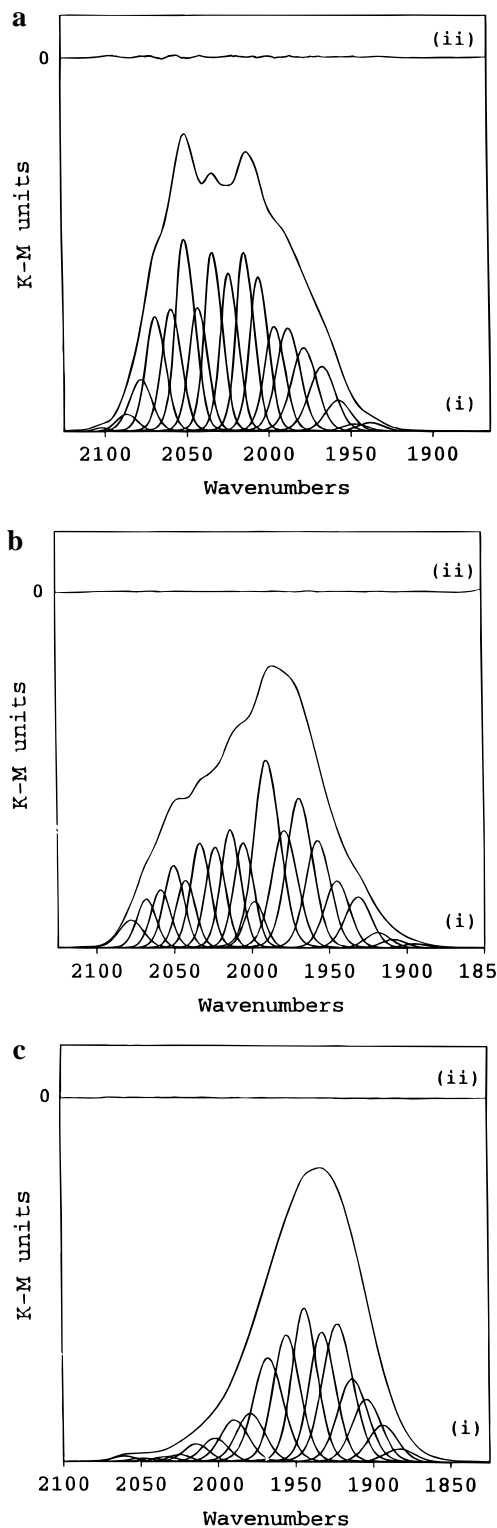 a
(ii)
0
K-M units
(i)
2100 2050 2000 1950 1900
Wavenumbers
b
(ii)
0
K-M units
(i)
2100 2050 2000 1950 1900 185
Wavenumbers
c
(ii)
0
K-M units
(i)
2100 2050 2000 1950 1900 1850
Wavenumbers